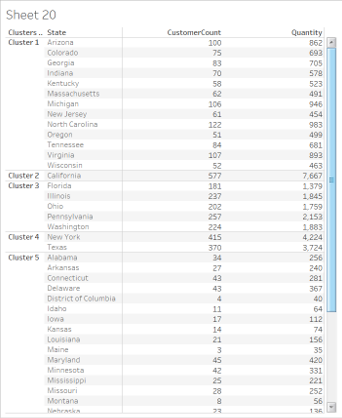 Sheet 20
Clusters .. State CustomerCount Quantity
Cluster 1 Arizona 100 862
Colorado 75 693
Georgia 83 705
Indiana 70 578
Kentucky 58 523
Massachusetts 62 491
Michigan 106 946
New Jersey 61 454
North Carolina 122 983
Oregon 51 499
Tennessee 84 681
Virginia 107 893
Wisconsin 52 463
Cluster 2 California 577 7,667
Cluster 3 Florida 181 1,379
Illinois 237 1,845
Ohio 202 1,759
Pennsylvania 257 2,153
Washington 224 1,883
Cluster 4 New York 415 4,224
Texas 370 3,724
Cluster 5 Alabama 34 256
Arkansas 27 240
Connecticut 43 281
Delaware 43 367
District of Columbia 4 40
Idaho 11 64
Iowa 17 112
Kansas 14 74
Louisiana 21 156
Maine 3 35
Maryland 45 420
Minnesota 42 331
Mississippi 25 221
Missouri 28 252
Montana 8 56
Nebraska 23 136